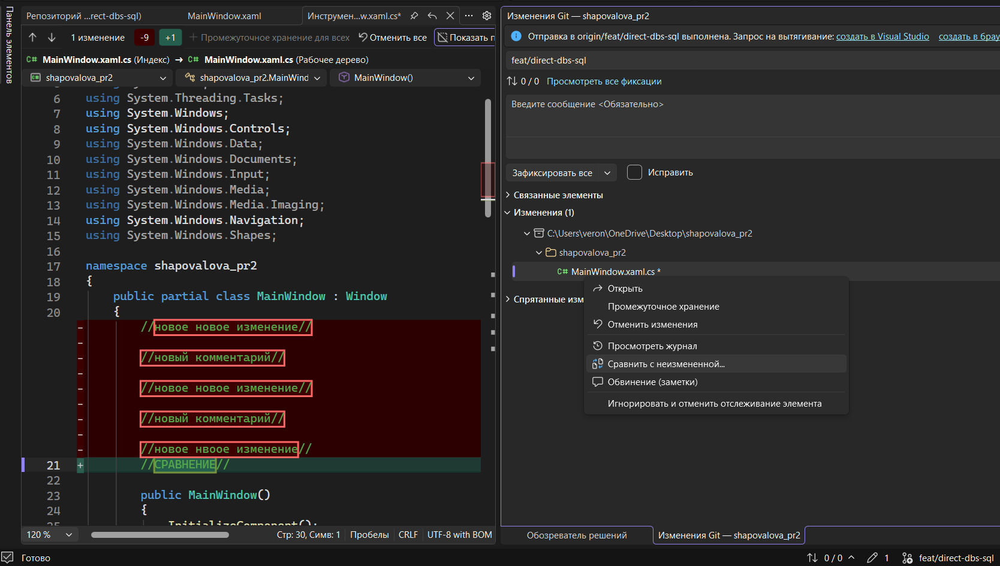 Панель элементов
Репозиторий ...rect-dbs-sql)
MainWindow.xaml
Инструмен...w.xaml.cs*
1 изменение
-9
+1
Промежуточное хранение для всех
Отменить все
Показать
C# MainWindow.xaml.cs (Индекс) → C# MainWindow.xaml.cs (Рабочее дерево)
shapovalova_pr2
shapovalova_pr2.MainWind
MainWindow()
6 using System.Threading.Tasks;
7 using System.Windows;
8 using System.Windows.Controls;
9 using System.Windows.Data;
10 using System.Windows.Documents;
11 using System.Windows.Input;
12 using System.Windows.Media;
13 using System.Windows.Media.Imaging;
14 using System.Windows.Navigation;
15 using System.Windows.Shapes;
16
17 namespace shapovalova_pr2
18 {
19 public partial class MainWindow : Window
20 {
- //новое новое изменение//
-
- //новый комментарий//
-
- //новое новое изменение//
-
- //новый комментарий//
-
- //новое нвоое изменение//
21 + //СРАВНЕНИЕ//
22
23 public MainWindow()
24 {
25 InitializeComponent();
120 %
Стр: 30, Симв: 1
Пробелы
CRLF
UTF-8 with BOM
Изменения Git — shapovalova_pr2
Отправка в origin/feat/direct-dbs-sql выполнена. Запрос на вытягивание: создать в Visual Studio создать в брау
feat/direct-dbs-sql
0 / 0 Просмотреть все фиксации
Введите сообщение <Обязательно>
Зафиксировать все
Исправить
Связанные элементы
Изменения (1)
C:\Users\veron\OneDrive\Desktop\shapovalova_pr2
shapovalova_pr2
C# MainWindow.xaml.cs *
Спрятанные изм
Открыть
Промежуточное хранение
Отменить изменения
Просмотреть журнал
Сравнить с неизмененной...
Обвинение (заметки)
Игнорировать и отменить отслеживание элемента
Обозреватель решений
Изменения Git — shapovalova_pr2
Готово
0 / 0
1
feat/direct-dbs-sql